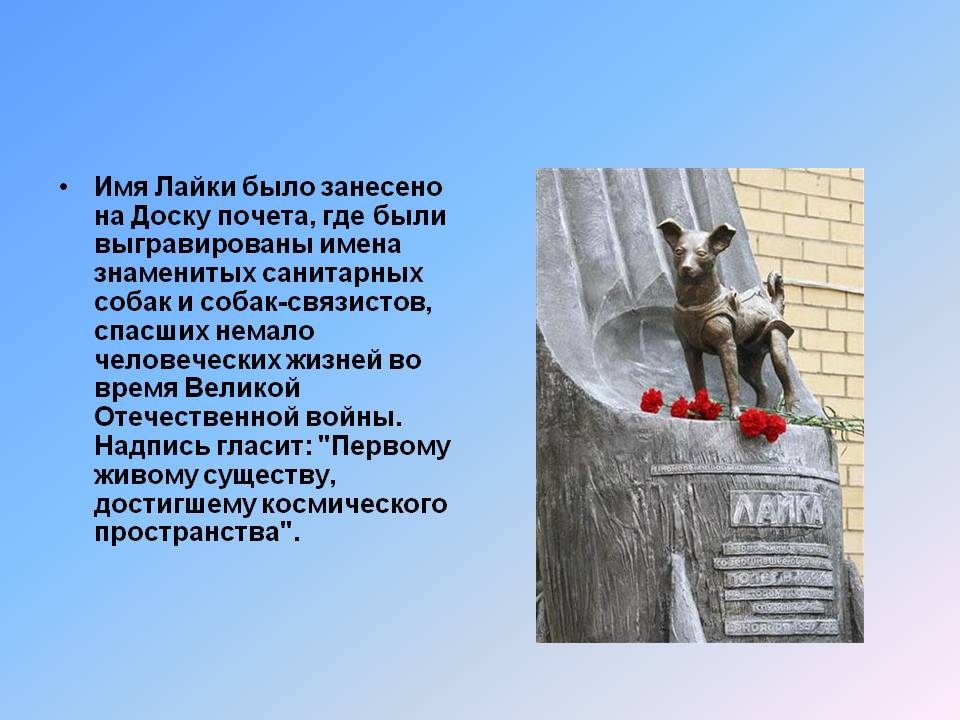 • Имя Лайки было занесено
на Доску почета, где были
выгравированы имена
знаменитых санитарных
собак и собак-связистов,
спасших немало
человеческих жизней во
время Великой
Отечественной войны.
Надпись гласит: "Первому
живому существу,
достигшему космического
пространства".
ЛАЙКА